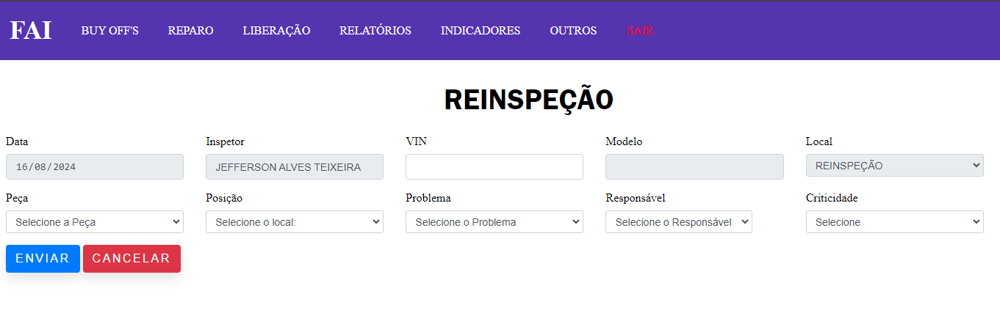 FAI BUY OFF'S REPARO LIBERAÇÃO RELATÓRIOS INDICADORES OUTROS SAIR
REINSPEÇÃO
Data Inspetor VIN Modelo Local
16/08/2024 JEFFERSON ALVES TEIXEIRA REINSPEÇÃO
Peça Posição Problema Responsável Criticidade
Selecione a Peça Selecione o local: Selecione o Problema Selecione o Responsável Selecione
ENVIAR CANCELAR